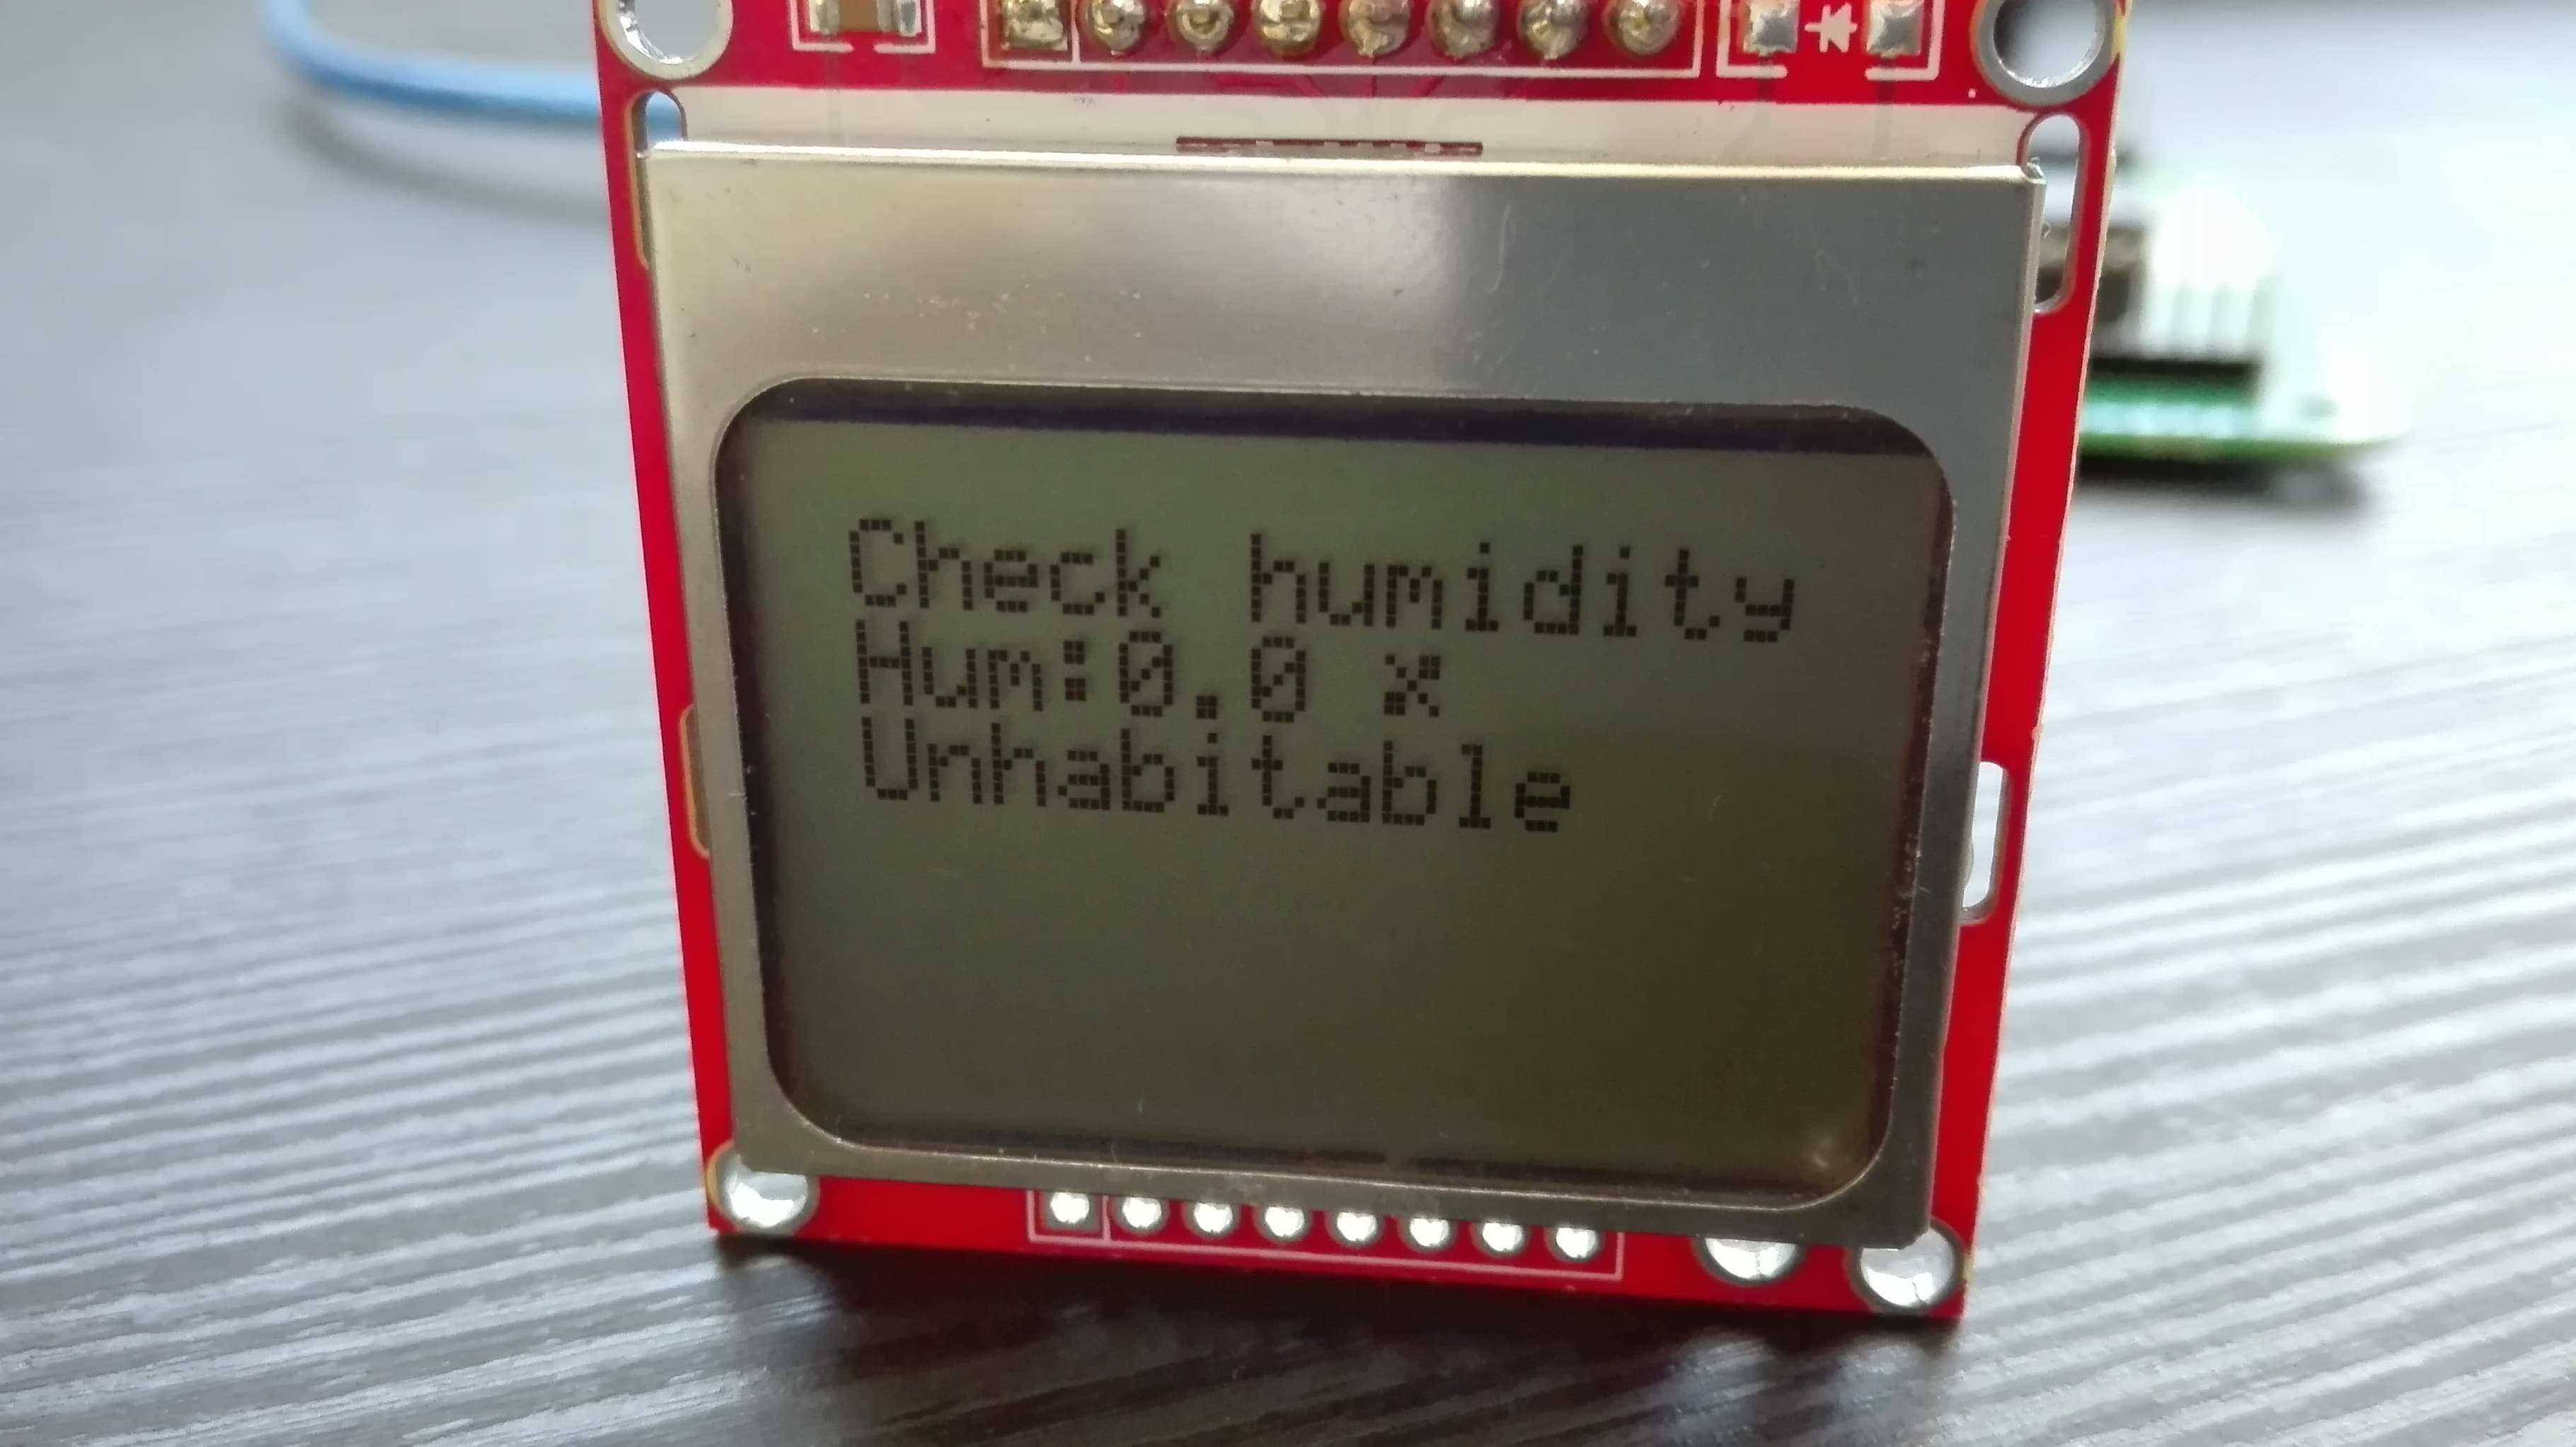 Check humidity
Hum:0.0 %
Unhabitable